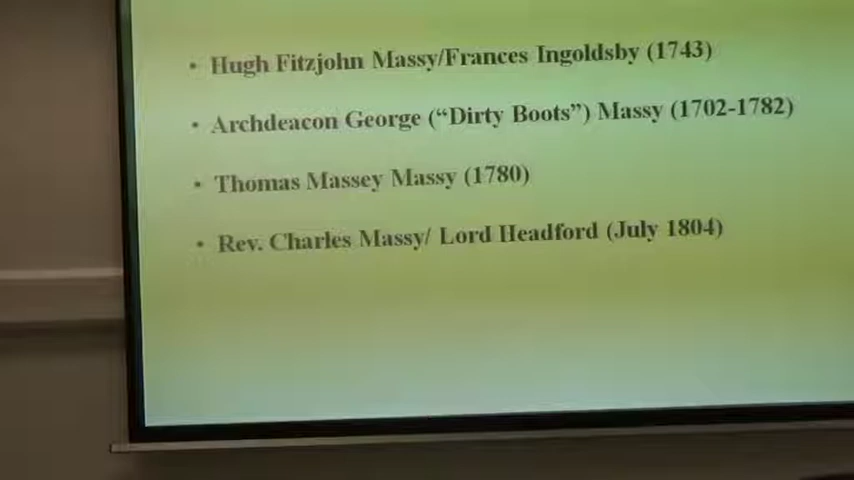 • Hugh Fitzjohn Massy/Frances Ingoldsby (1743)
• Archdeacon George (“Dirty Boots”) Massy (1702-1782)
• Thomas Massey Massy (1780)
• Rev. Charles Massy/ Lord Headford (July 1804)